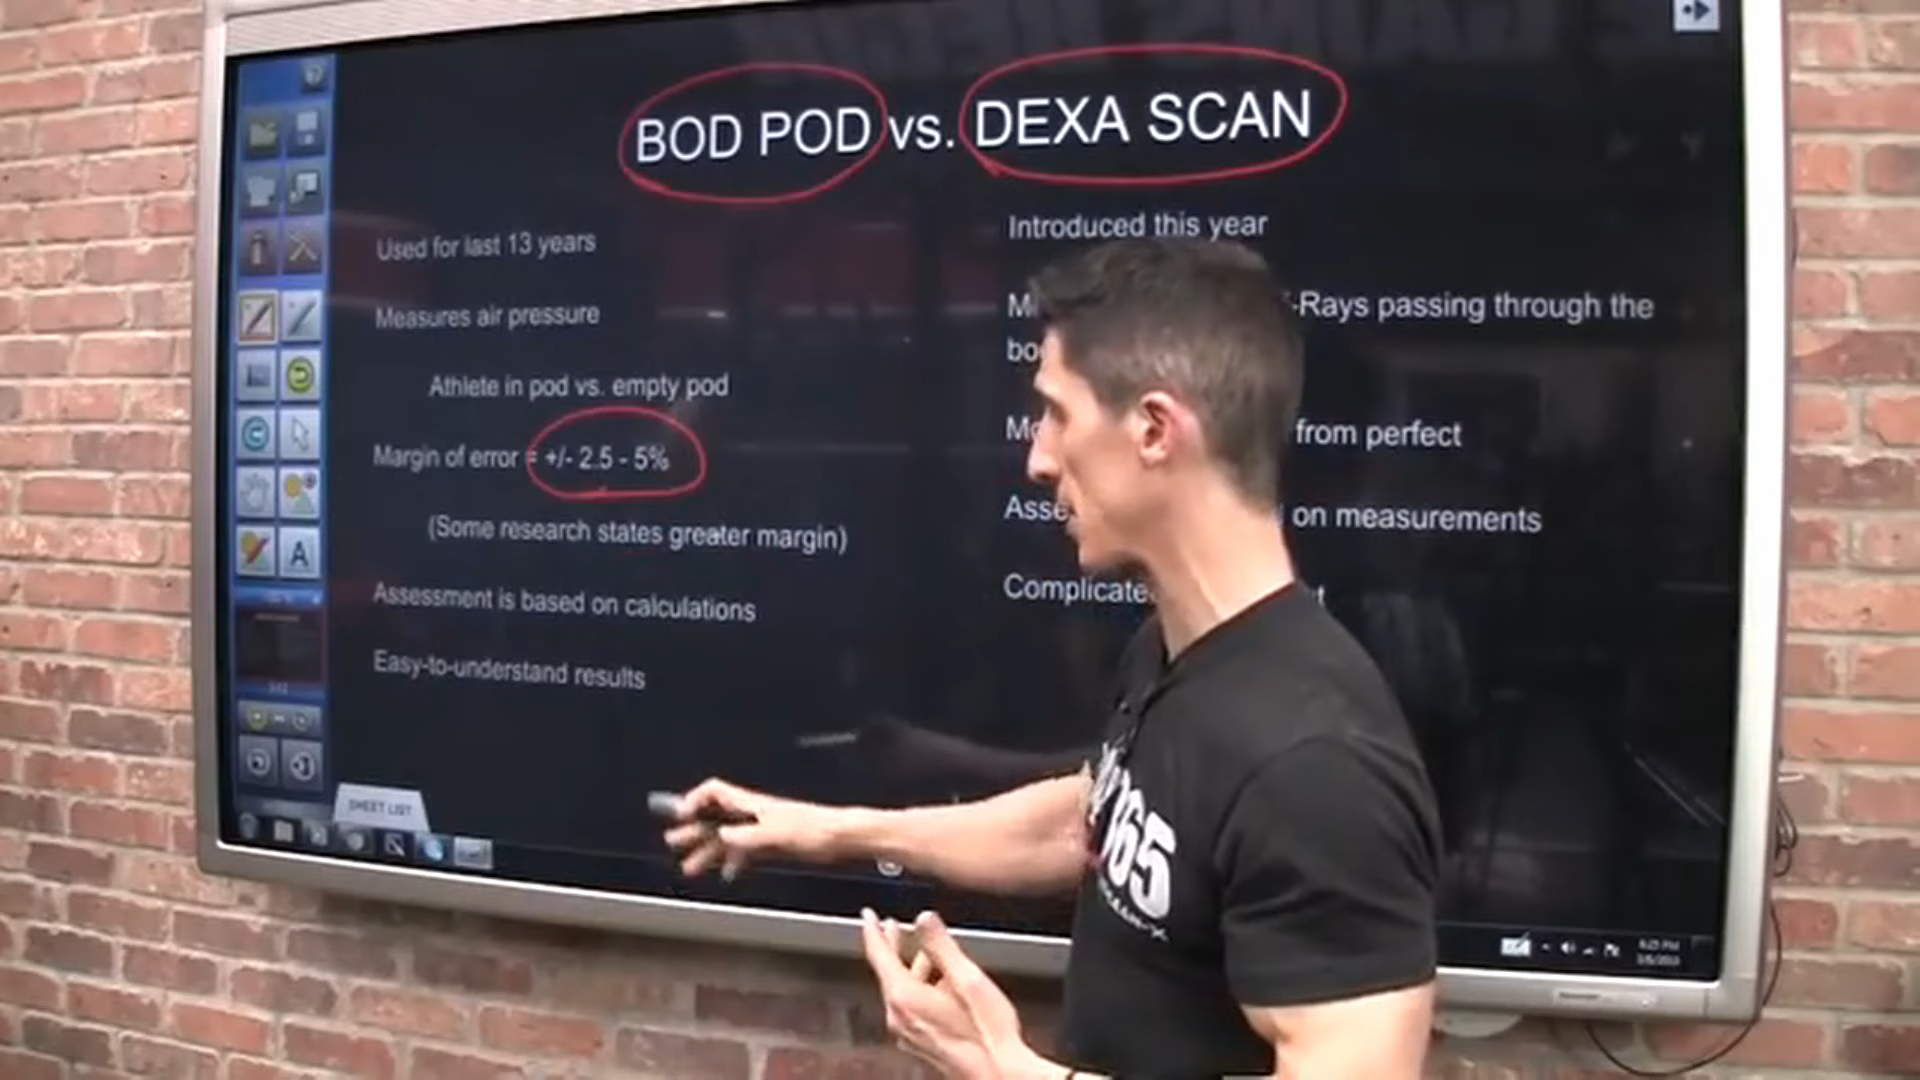 BOD POD vs. DEXA SCAN
Used for last 13 years
Measures air pressure
Athlete in pod vs. empty pod
Margin of error = +/- 2.5 - 5%
(Some research states greater margin)
Assessment is based on calculations
Easy-to-understand results
Introduced this year
-Rays passing through the
from perfect
on measurements
SHEET LIST
A
365